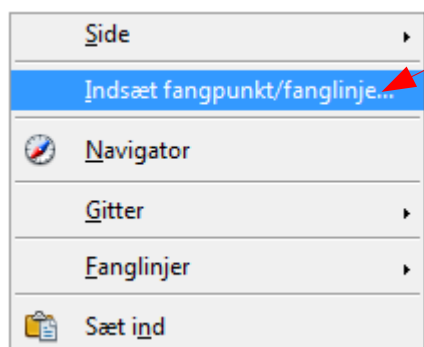 Side
Indsæt fangpunkt/fanglinje...
Navigator
Gitter
Fanglinjer
Sæt ind